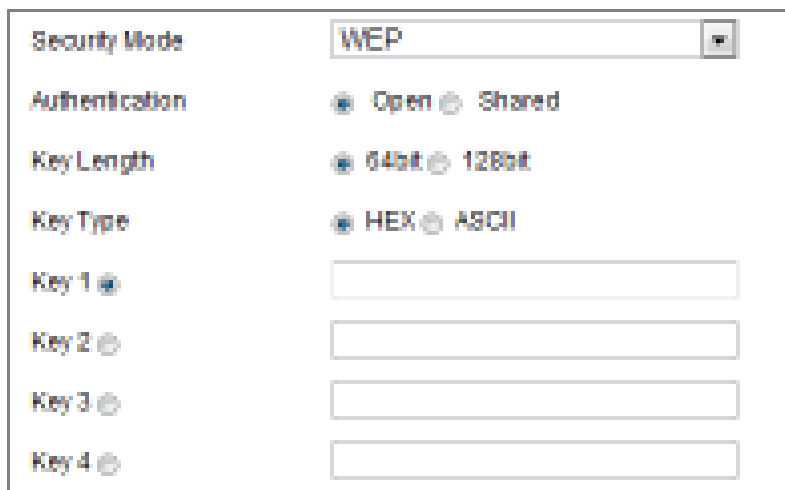 Security Mode WEP
Authentication Open Shared
Key Length 64bit 128bit
Key Type HEX ASCII
Key 1
Key 2
Key 3
Key 4